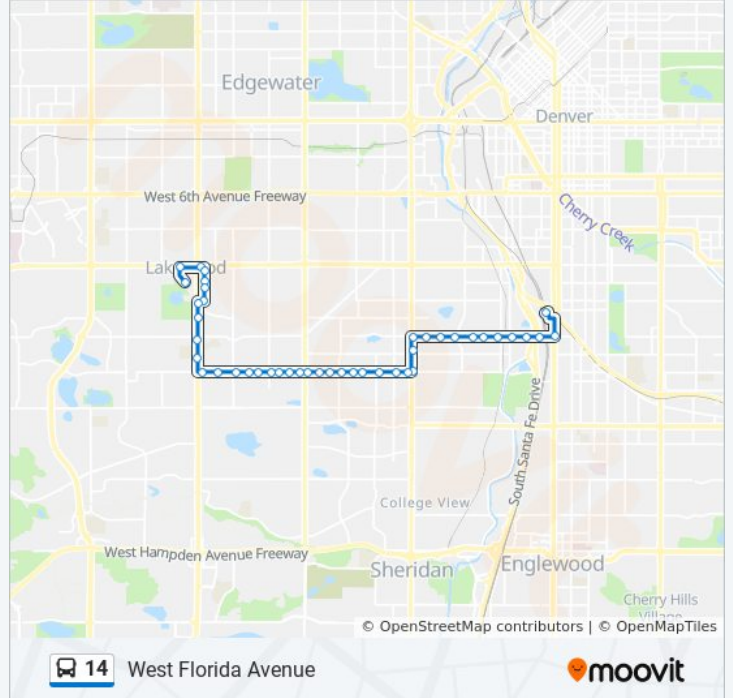 Edgewater
Denver
West 6th Avenue Freeway
Cherry Creek
Lakewood
South Santa Fe Drive
College View
West Hampden Avenue Freeway
Sheridan
Englewood
Cherry Hills
Village
© OpenStreetMap contributors | © OpenMapTiles
14 West Florida Avenue
moovit